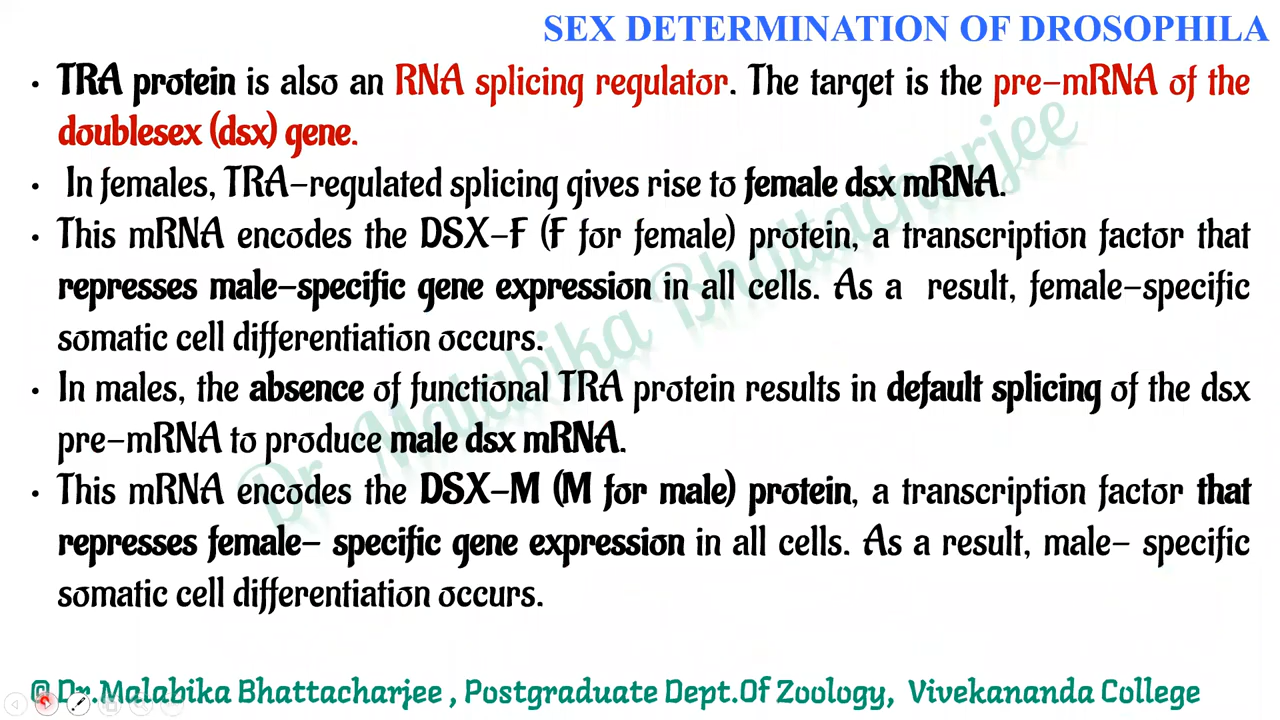 SEX DETERMINATION OF DROSOPHILA
• TRA protein is also an RNA splicing regulator. The target is the pre-mRNA of the
doublesex (dsx) gene.
• In females, TRA-regulated splicing gives rise to female dsx mRNA.
• This mRNA encodes the DSX-F (F for female) protein, a transcription factor that
represses male-specific gene expression in all cells. As a result, female-specific
somatic cell differentiation occurs.
• In males, the absence of functional TRA protein results in default splicing of the dsx
pre-mRNA to produce male dsx mRNA.
• This mRNA encodes the DSX-M (M for male) protein, a transcription factor that
represses female- specific gene expression in all cells. As a result, male- specific
somatic cell differentiation occurs.
Dr. Malabika Bhattacharjee
@ Dr.Malabika Bhattacharjee , Postgraduate Dept.Of Zoology, Vivekananda College